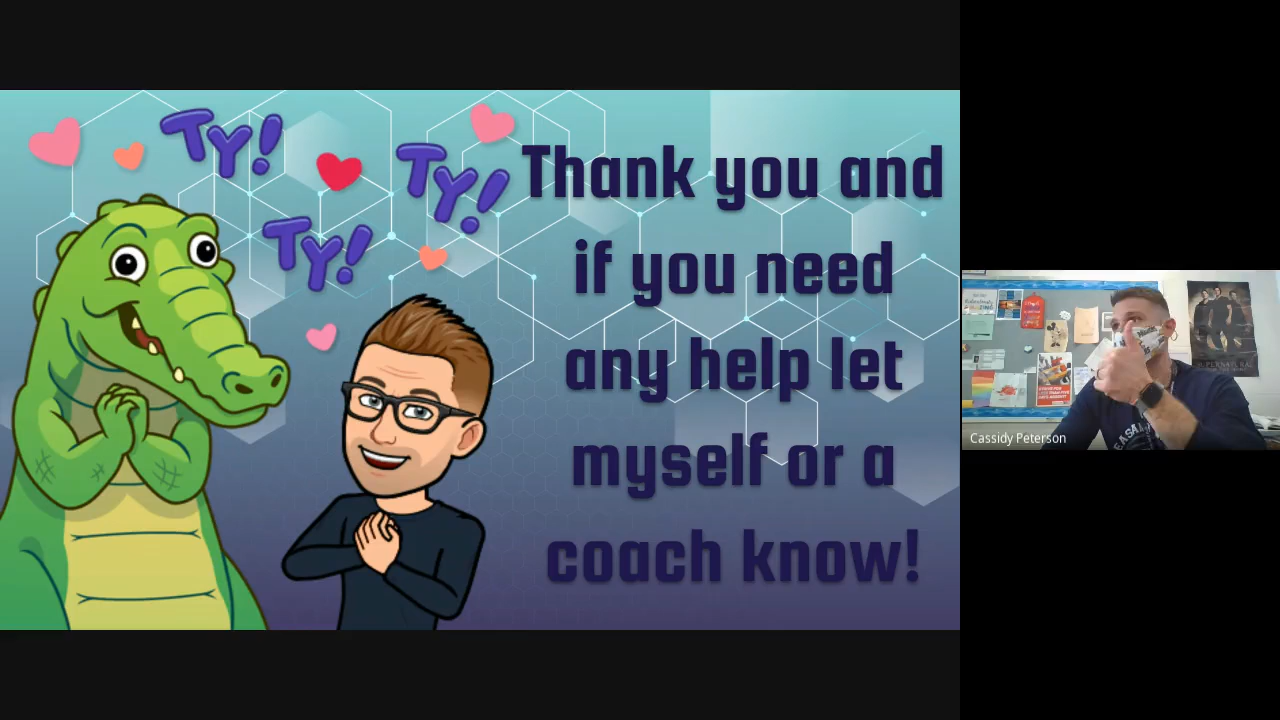 TY!
TY!
TY!
Thank you and
if you need
any help let
myself or a
coach know!
Cassidy Peterson